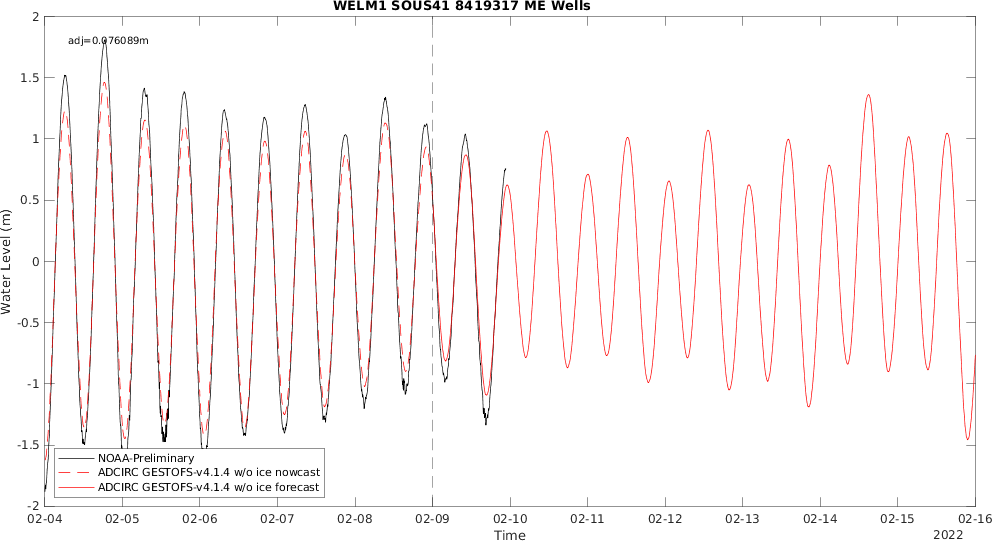 WELM1 SOUS41 8419317 ME Wells
adj=0.076089m
Water Level (m)
2
1.5
1
0.5
0
-0.5
-1
-1.5
-2
NOAA-Preliminary
ADCIRC GESTOFS-v4.1.4 w/o ice nowcast
ADCIRC GESTOFS-v4.1.4 w/o ice forecast
02-04 02-05 02-06 02-07 02-08 02-09 02-10 02-11 02-12 02-13 02-14 02-15 02-16
Time
2022